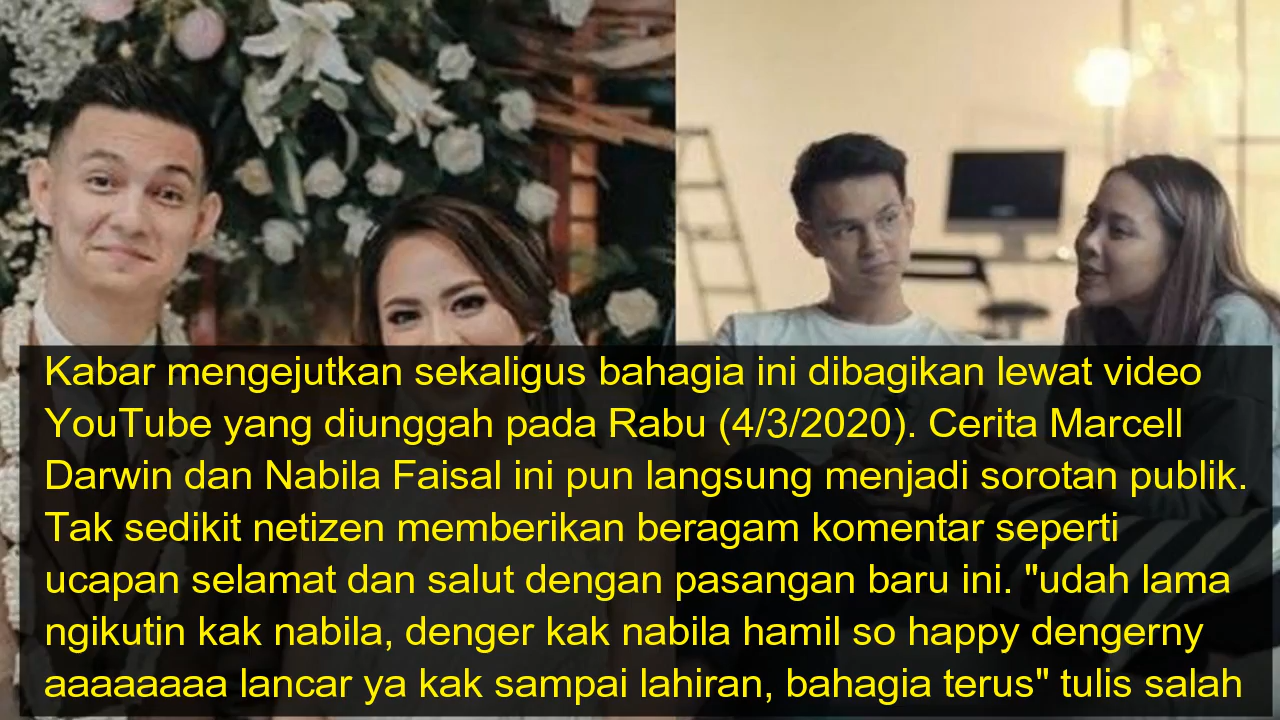 Kabar mengejutkan sekaligus bahagia ini dibagikan lewat video
YouTube yang diunggah pada Rabu (4/3/2020). Cerita Marcell
Darwin dan Nabila Faisal ini pun langsung menjadi sorotan publik.
Tak sedikit netizen memberikan beragam komentar seperti
ucapan selamat dan salut dengan pasangan baru ini. "udah lama
ngikutin kak nabila, denger kak nabila hamil so happy dengerny
aaaaaaaa lancar ya kak sampai lahiran, bahagia terus" tulis salah